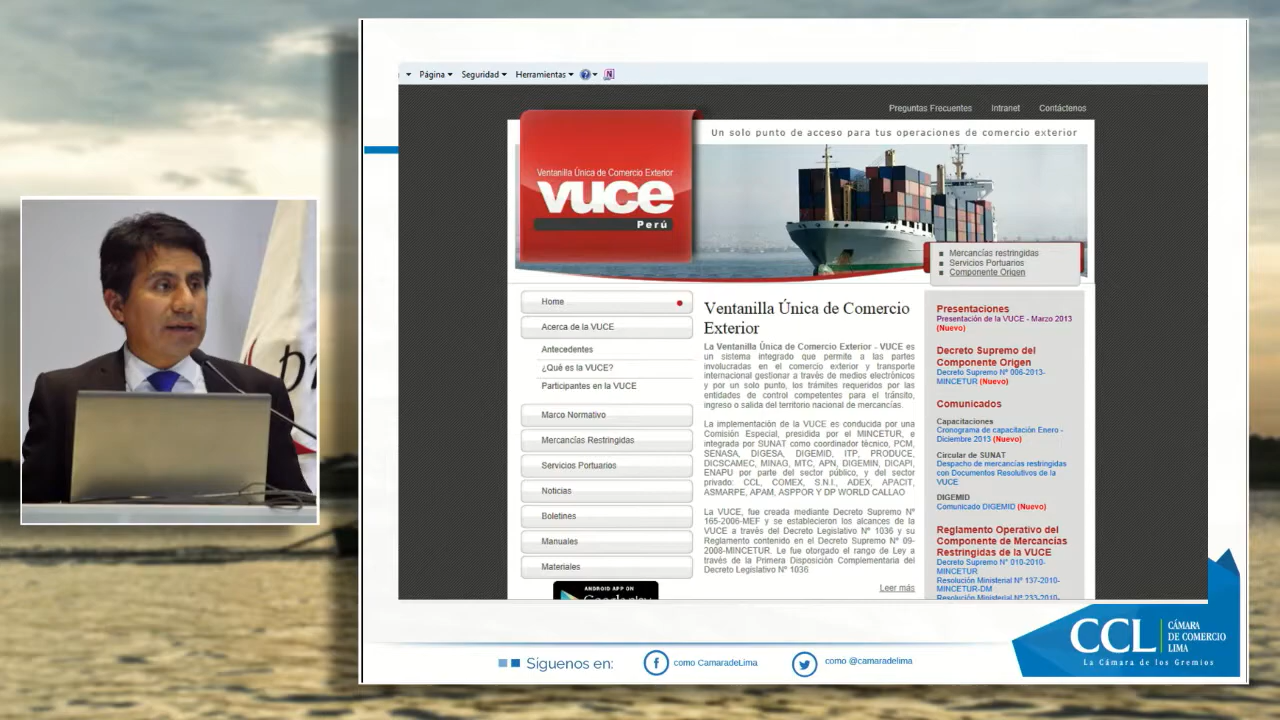 Página
Seguridad
Herramientas
Preguntas Frecuentes
Intranet
Contáctenos
Un solo punto de acceso para tus operaciones de comercio exterior
Ventanilla Única de Comercio Exterior
vuce
Perú
Mercancías restringidas
Servicios Portuarios
Componente Origen
Home
Acerca de la VUCE
Antecedentes
¿Qué es la VUCE?
Participantes en la VUCE
Marco Normativo
Mercancías Restringidas
Servicios Portuarios
Noticias
Boletines
Manuales
Materiales
ANDROID APP ON
Google play
Ventanilla Única de Comercio
Exterior
La Ventanilla Única de Comercio Exterior - VUCE es
un sistema integrado que permite a las partes
involucradas en el comercio exterior y transporte
internacional gestionar a través de medios electrónicos
y por un solo punto, los trámites requeridos por las
entidades de control competentes para el tránsito,
ingreso o salida del territorio nacional de mercancías.
La implementación de la VUCE es conducida por una
Comisión Especial, presidida por el MINCETUR, e
integrada por SUNAT como coordinador técnico, PCM,
SENASA, DIGESA, DIGEMID, ITP, PRODUCE,
DICSCAMEC, MINAG, MTC, APN, DIGEMIN, DICAPI,
ENAPU por parte del sector público, y del sector
privado: CCL, COMEX, S.N.I., ADEX, APACIT,
ASMARPE, APAM, ASPPOR Y DP WORLD CALLAO
La VUCE, fue creada mediante Decreto Supremo Nº
165-2006-MEF y se establecieron los alcances de la
VUCE a través del Decreto Legislativo N° 1036 y su
Reglamento contenido en el Decreto Supremo N° 09-
2008-MINCETUR. Le fue otorgado el rango de Ley a
través de la Primera Disposición Complementaria del
Decreto Legislativo N° 1036
Leer más
Presentaciones
Presentación de la VUCE - Marzo 2013
(Nuevo)
Decreto Supremo del
Componente Origen
Decreto Supremo Nº 006-2013-
MINCETUR (Nuevo)
Comunicados
Capacitaciones
Cronograma de capacitación Enero -
Diciembre 2013 (Nuevo)
Circular de SUNAT
Despacho de mercancías restringidas
con Documentos Resolutivos de la
VUCE
DIGEMID
Comunicado DIGEMID (Nuevo)
Reglamento Operativo del
Componente de Mercancías
Restringidas de la VUCE
Decreto Supremo N° 010-2010-
MINCETUR
Resolución Ministerial N° 137-2010-
MINCETUR-DM
Resolución Ministerial N° 233-2010-
Síguenos en:
como CamaradeLima
como @camaradelima
CCL
CÁMARA
DE COMERCIO
LIMA
La Cámara de los Gremios